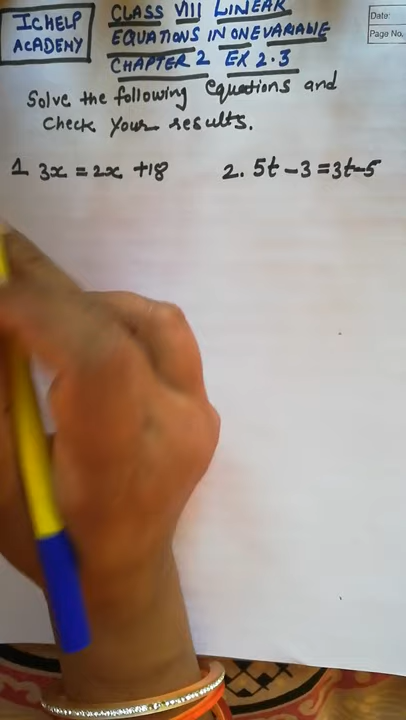 ICHELP
ACADEMY
CLASS VIII LINEAR
EQUATIONS IN ONE VARIABLE
CHAPTER 2 EX 2.3
Date:
Page No.
Solve the following Equations and
Check Your results.
1. 3x = 2x + 18
2. 5t - 3 = 3t - 5